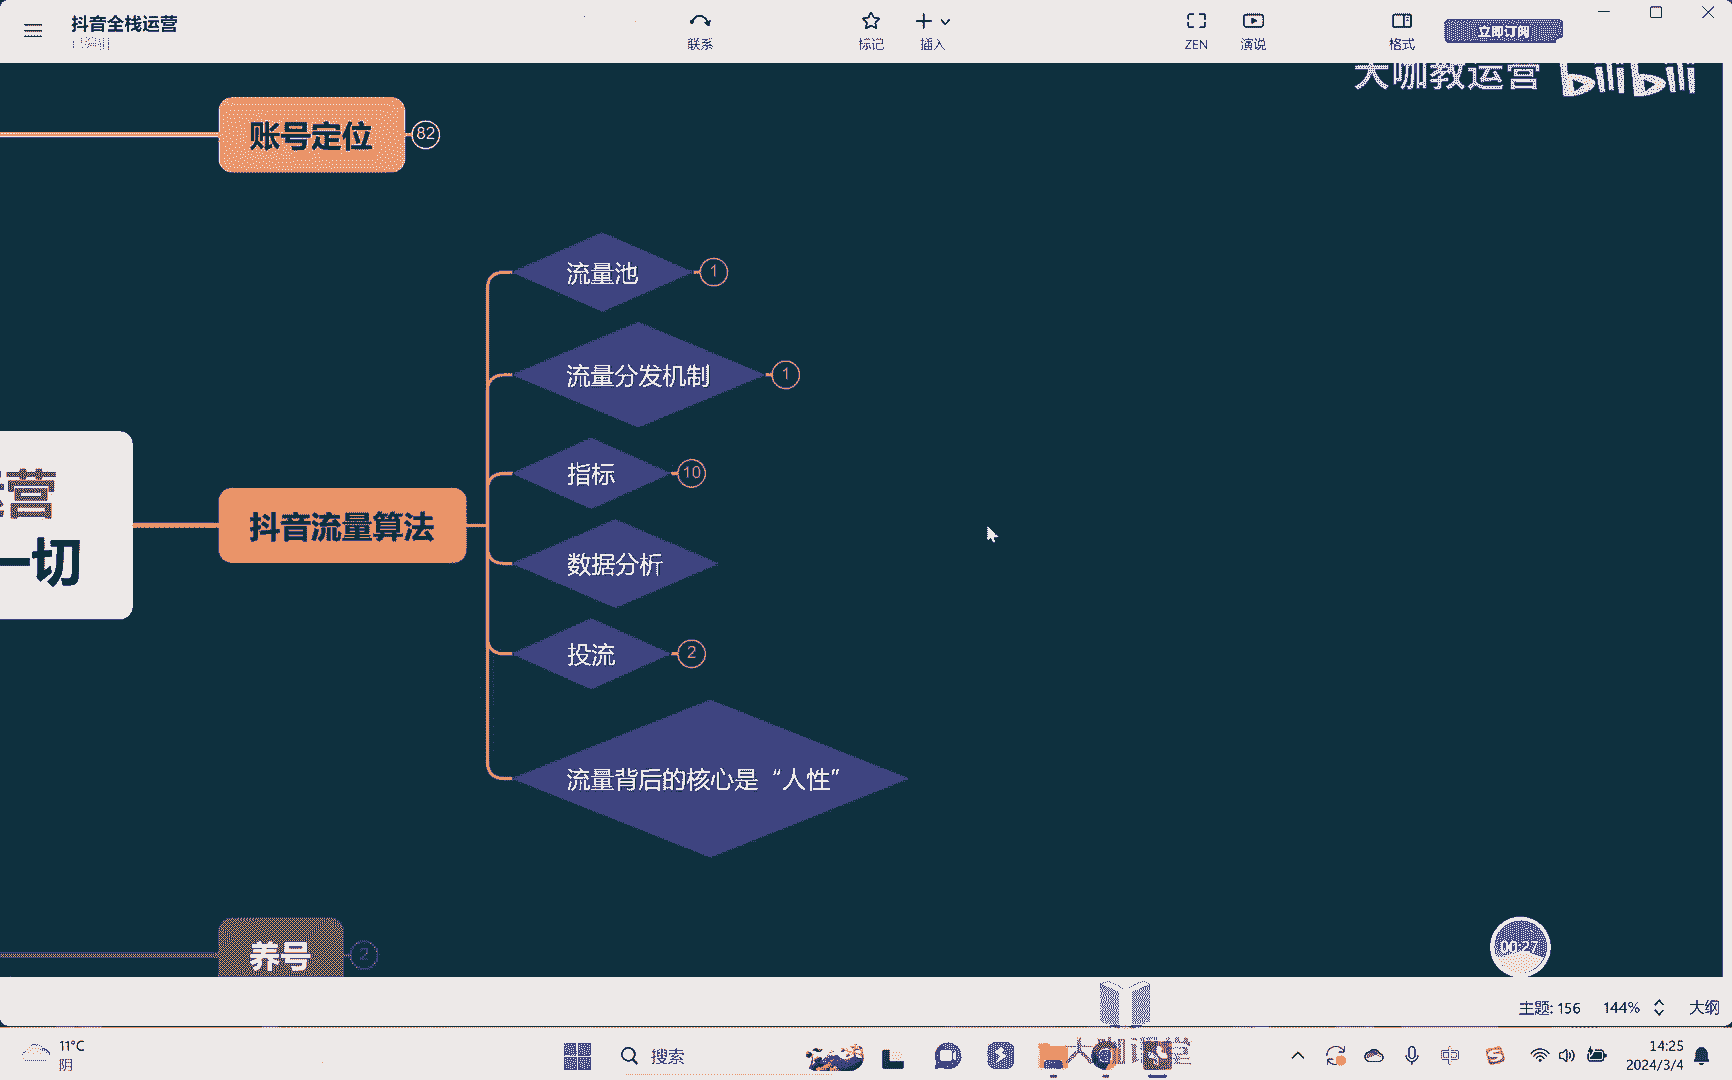 抖音全栈运营
联系
标记
插入
ZEN
演说
格式
立即订阅
大咖教运营 bilibili
账号定位 82
流量池 1
流量分发机制 1
指标 10
营
一切
抖音流量算法
数据分析
投流 2
流量背后的核心是“人性”
养号 2
00:27
主题: 156 144% 大纲
11°C
阴
搜索
大咖课堂
中
14:25
2024/3/4